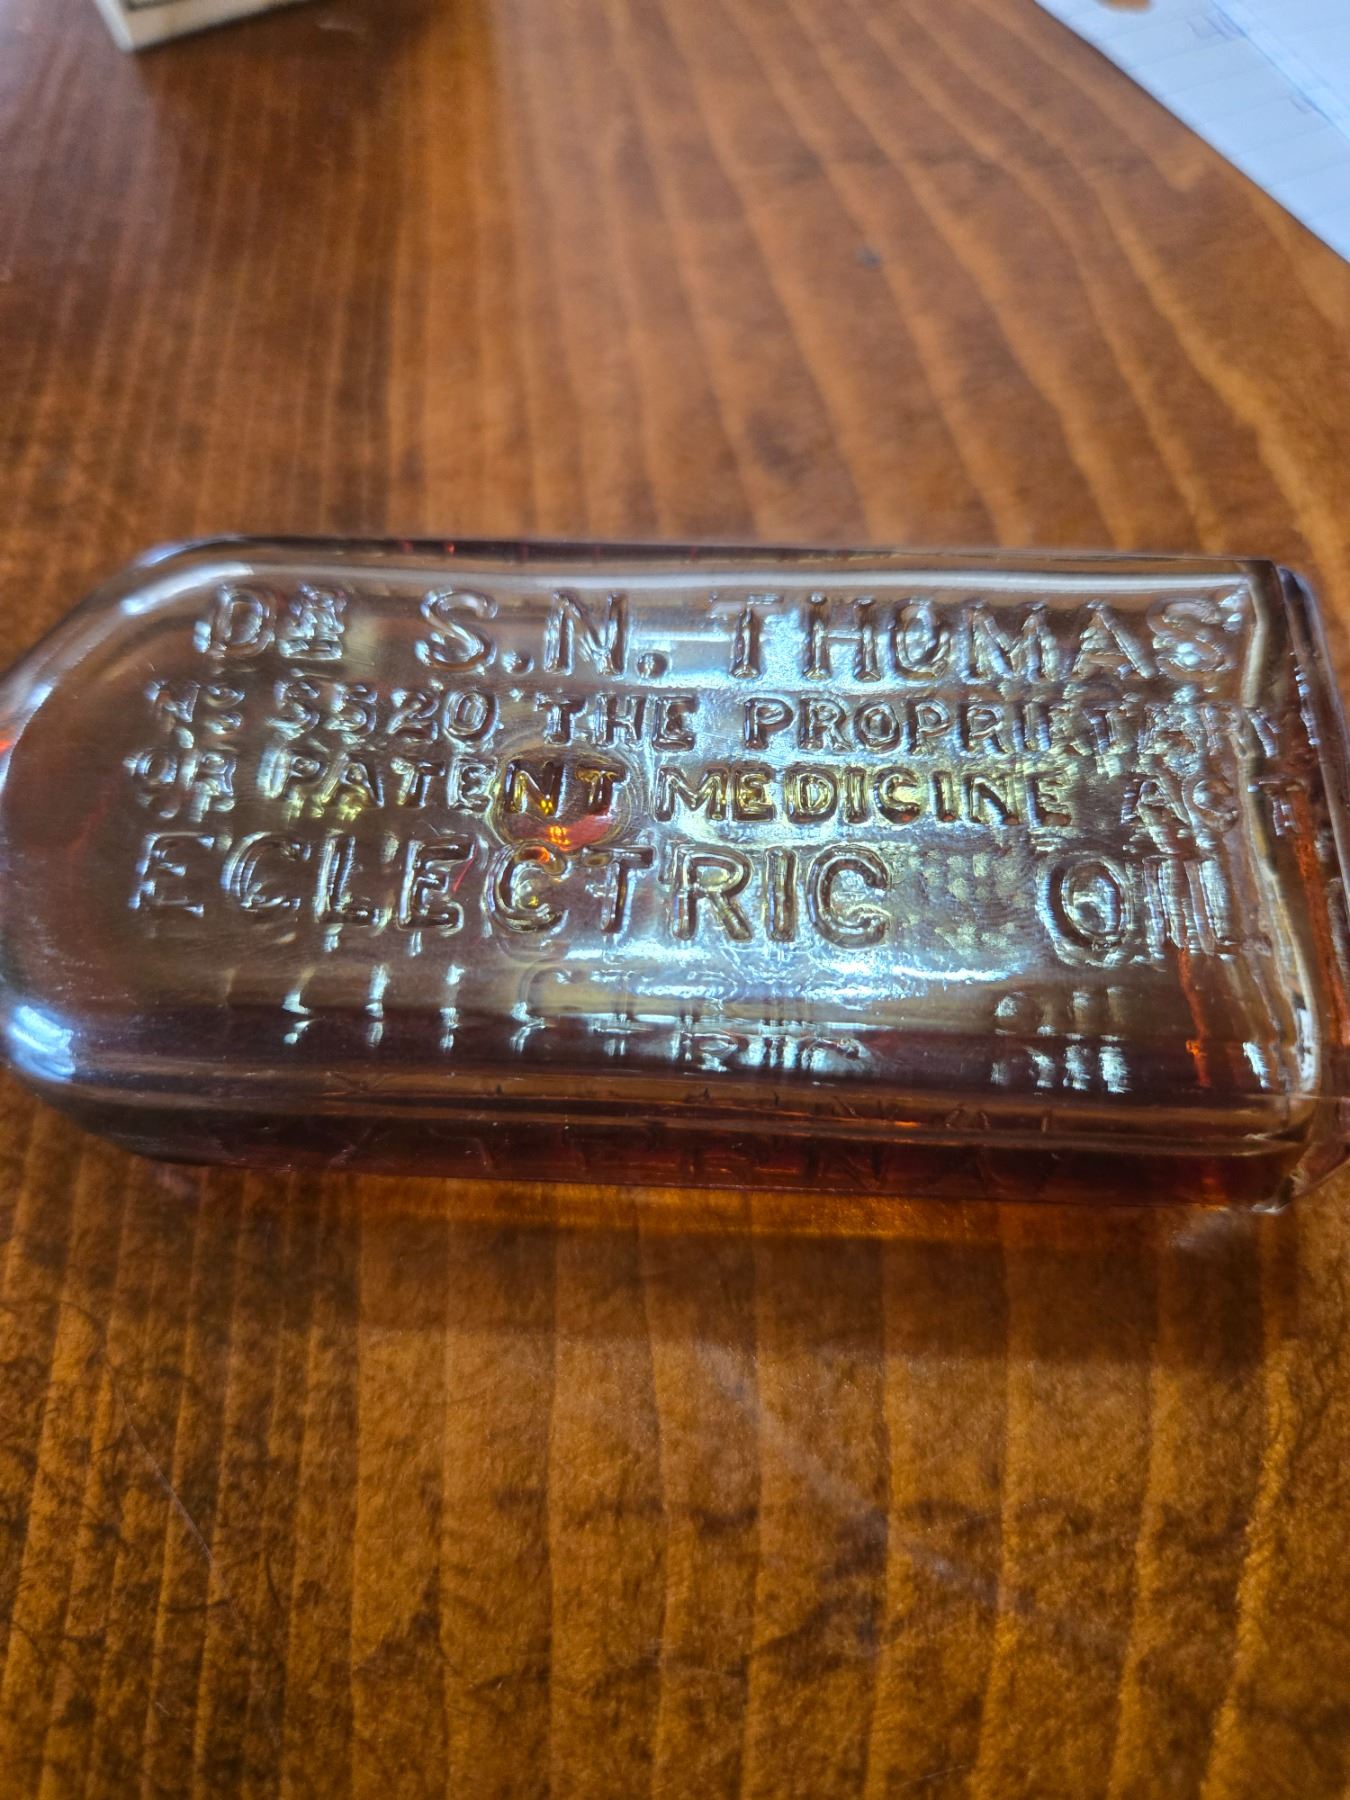 DR S.N. THOMAS'
No 5520 THE PROPRIETARY
OR PATENT MEDICINE ACT
ECLECTRIC OIL